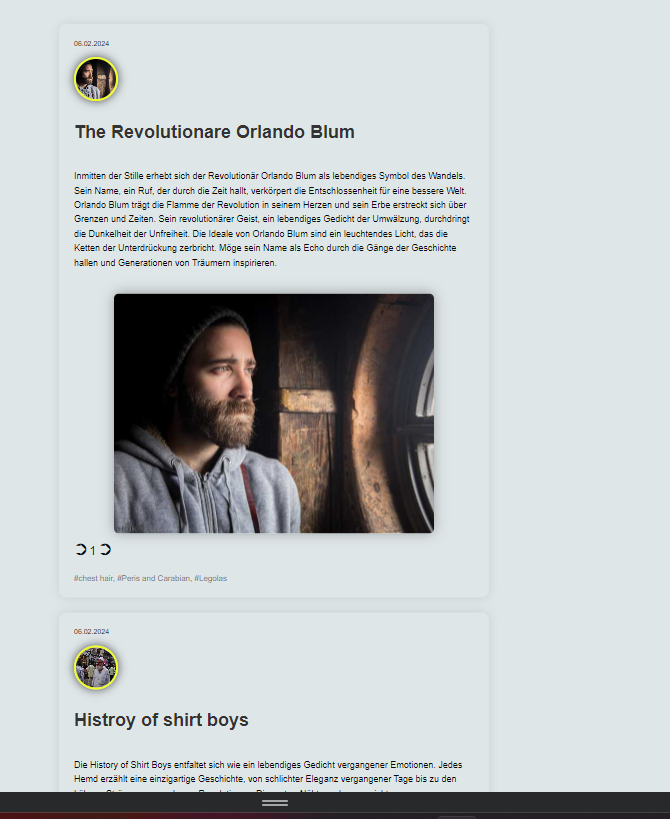 06.02.2024
The Revolutionare Orlando Blum
Inmitten der Stille erhebt sich der Revolutionär Orlando Blum als lebendiges Symbol des Wandels.
Sein Name, ein Ruf, der durch die Zeit hallt, verkörpert die Entschlossenheit für eine bessere Welt.
Orlando Blum trägt die Flamme der Revolution in seinem Herzen und sein Erbe erstreckt sich über
Grenzen und Zeiten. Sein revolutionärer Geist, ein lebendiges Gedicht der Umwälzung, durchdringt
die Dunkelheit der Unfreiheit. Die Ideale von Orlando Blum sind ein leuchtendes Licht, das die
Ketten der Unterdrückung zerbricht. Möge sein Name als Echo durch die Gänge der Geschichte
hallen und Generationen von Träumern inspirieren.
1
#chest hair, #Peris and Carabian, #Legolas
06.02.2024
Histroy of shirt boys
Die History of Shirt Boys entfaltet sich wie ein lebendiges Gedicht vergangener Emotionen. Jedes
Hemd erzählt eine einzigartige Geschichte, von schlichter Eleganz vergangener Tage bis zu den